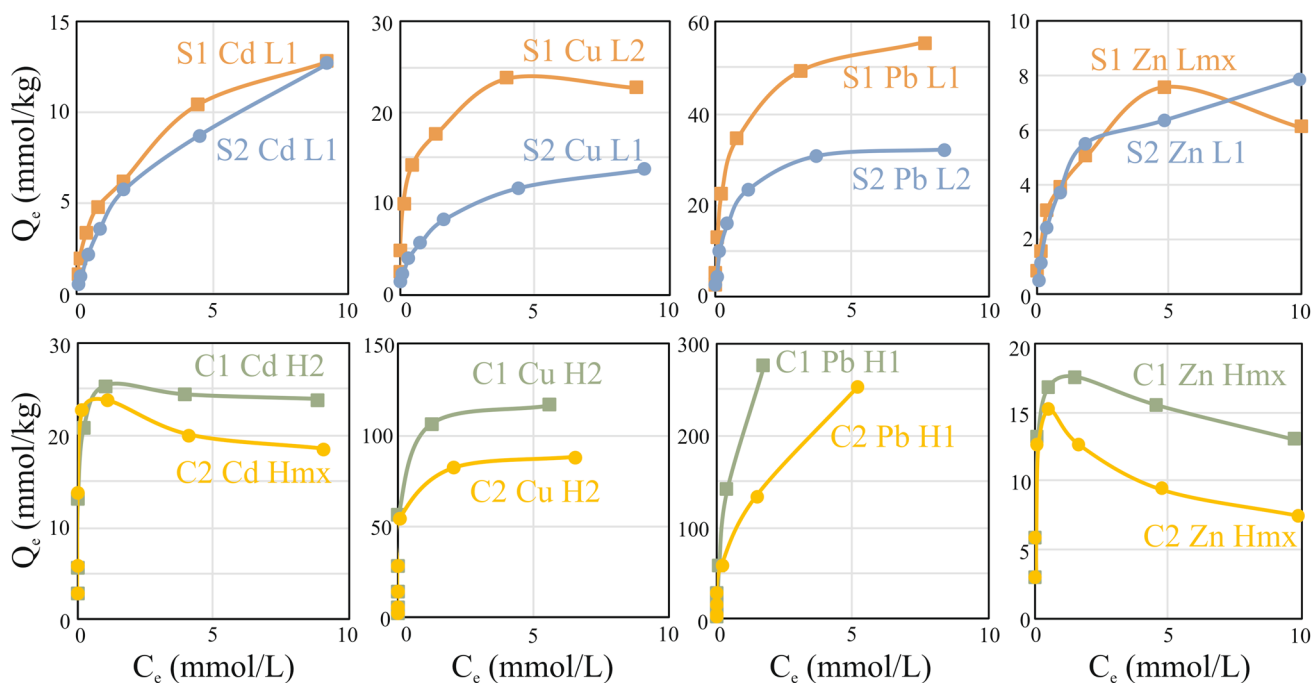 15
10
5
0
0
5
10
S1 Cd L1
S2 Cd L1
30
20
10
0
0
5
10
S1 Cu L2
S2 Cu L1
60
40
20
0
0
5
10
S1 Pb L1
S2 Pb L2
10
8
6
4
2
0
0
5
10
S1 Zn Lmx
S2 Zn L1
Qe (mmol/kg)
30
20
10
0
0
5
10
C1 Cd H2
C2 Cd Hmx
150
100
50
0
0
5
10
C1 Cu H2
C2 Cu H2
300
200
100
0
0
5
10
C1 Pb H1
C2 Pb H1
20
15
10
5
0
0
5
10
C1 Zn Hmx
C2 Zn Hmx
Qe (mmol/kg)
Ce (mmol/L)
Ce (mmol/L)
Ce (mmol/L)
Ce (mmol/L)